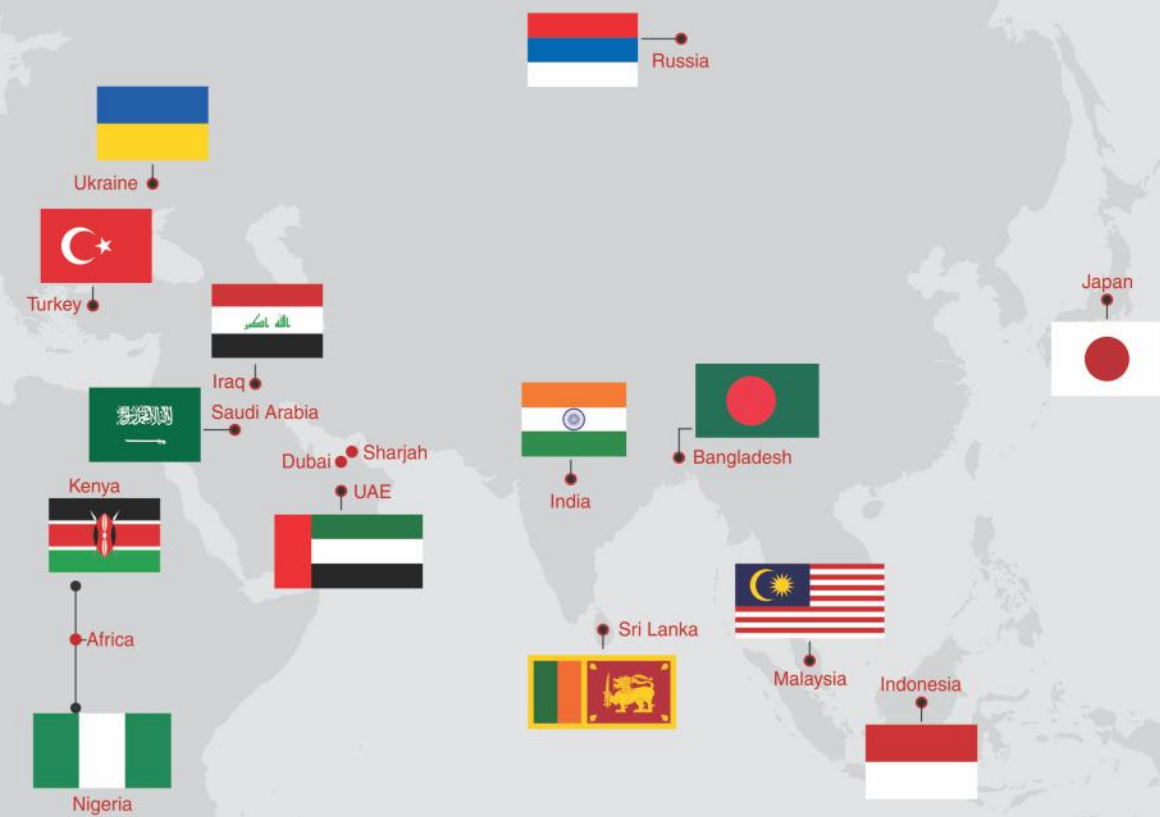 Russia
Ukraine
Turkey
Japan
Iraq
Saudi Arabia
Sharjah
Dubai
Bangladesh
Kenya
UAE
India
Africa
Sri Lanka
Malaysia
Indonesia
Nigeria